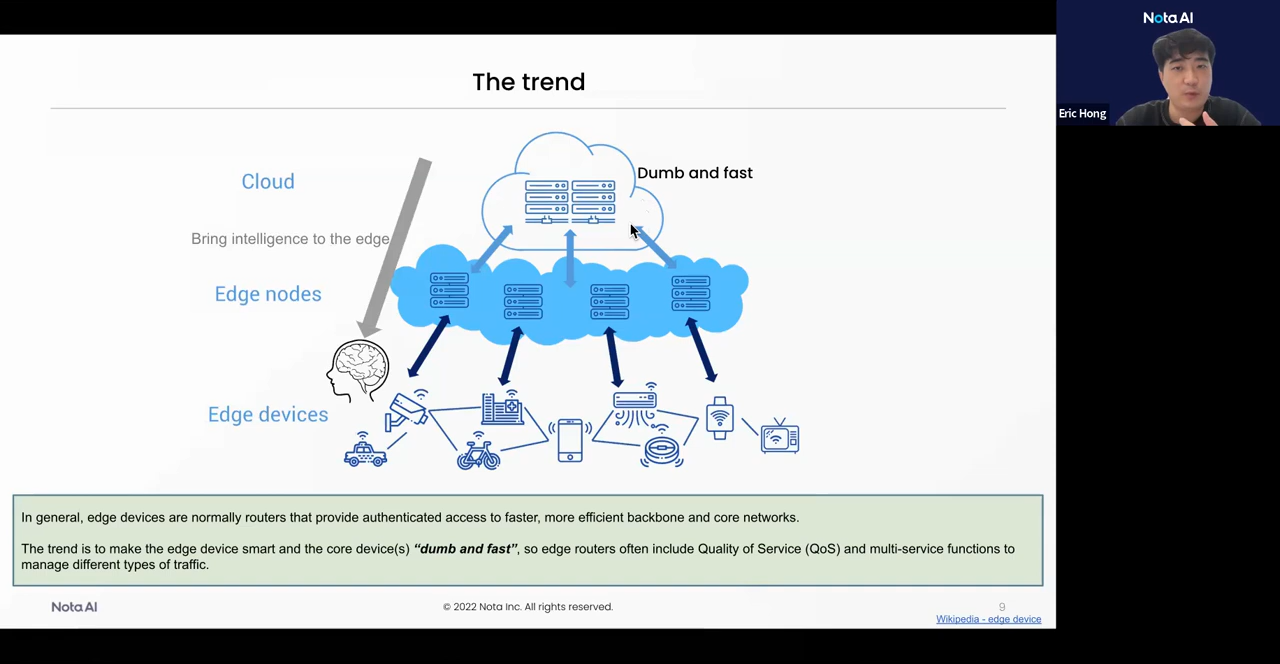 Nota AI
Eric Hong
The trend
Cloud
Dumb and fast
Bring intelligence to the edge
Edge nodes
Edge devices
In general, edge devices are normally routers that provide authenticated access to faster, more efficient backbone and core networks.
The trend is to make the edge device smart and the core device(s) “dumb and fast”, so edge routers often include Quality of Service (QoS) and multi-service functions to
manage different types of traffic.
Nota AI
© 2022 Nota Inc. All rights reserved.
9
Wikipedia - edge device